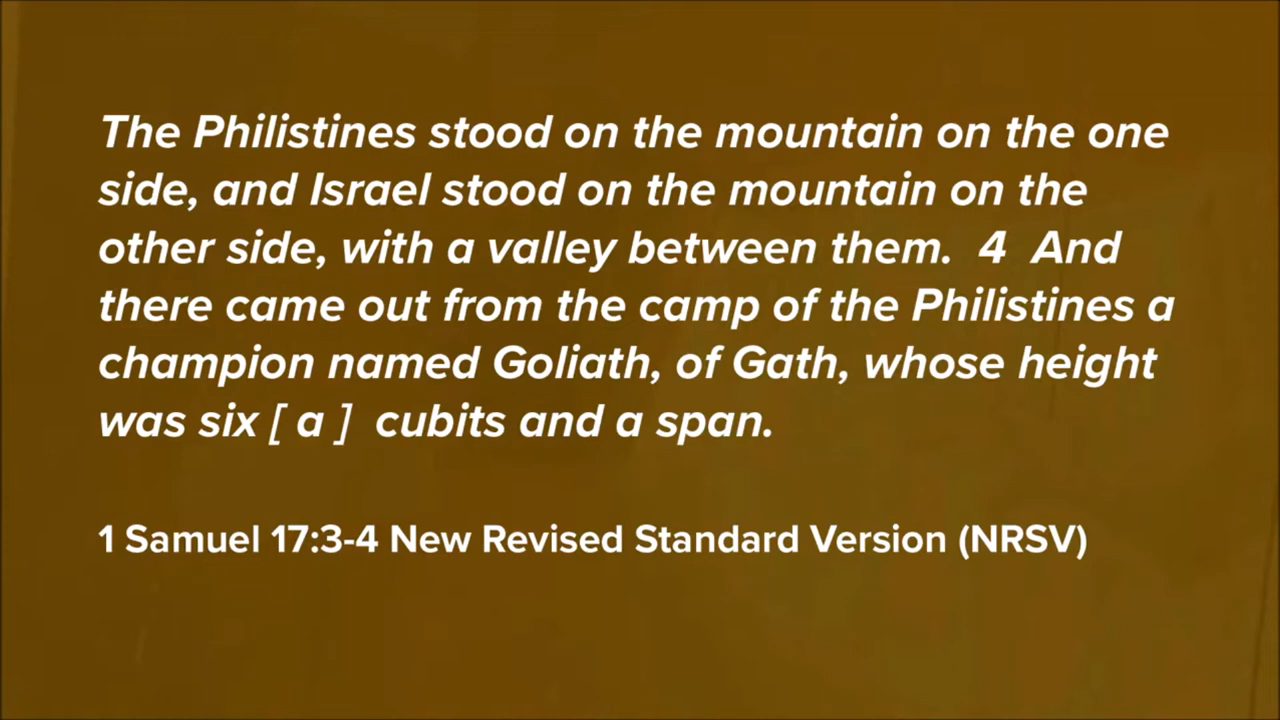 The Philistines stood on the mountain on the one
side, and Israel stood on the mountain on the
other side, with a valley between them.  4  And
there came out from the camp of the Philistines a
champion named Goliath, of Gath, whose height
was six [ a ]  cubits and a span.
1 Samuel 17:3-4 New Revised Standard Version (NRSV)